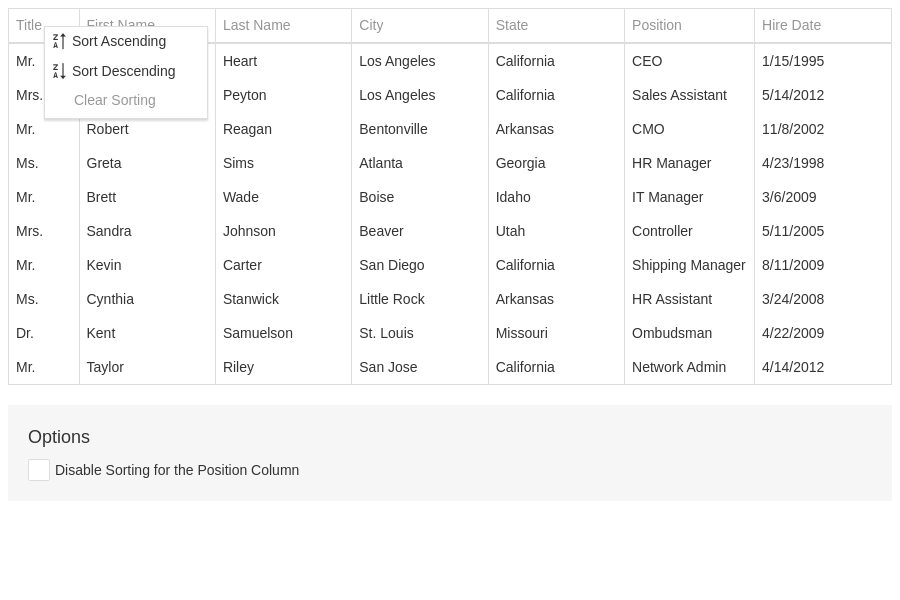 Title First Name Last Name City State Position Hire Date
Sort Ascending
Sort Descending
Clear Sorting
Mr. Heart Los Angeles California CEO 1/15/1995
Mrs. Peyton Los Angeles California Sales Assistant 5/14/2012
Mr. Robert Reagan Bentonville Arkansas CMO 11/8/2002
Ms. Greta Sims Atlanta Georgia HR Manager 4/23/1998
Mr. Brett Wade Boise Idaho IT Manager 3/6/2009
Mrs. Sandra Johnson Beaver Utah Controller 5/11/2005
Mr. Kevin Carter San Diego California Shipping Manager 8/11/2009
Ms. Cynthia Stanwick Little Rock Arkansas HR Assistant 3/24/2008
Dr. Kent Samuelson St. Louis Missouri Ombudsman 4/22/2009
Mr. Taylor Riley San Jose California Network Admin 4/14/2012
Options
Disable Sorting for the Position Column